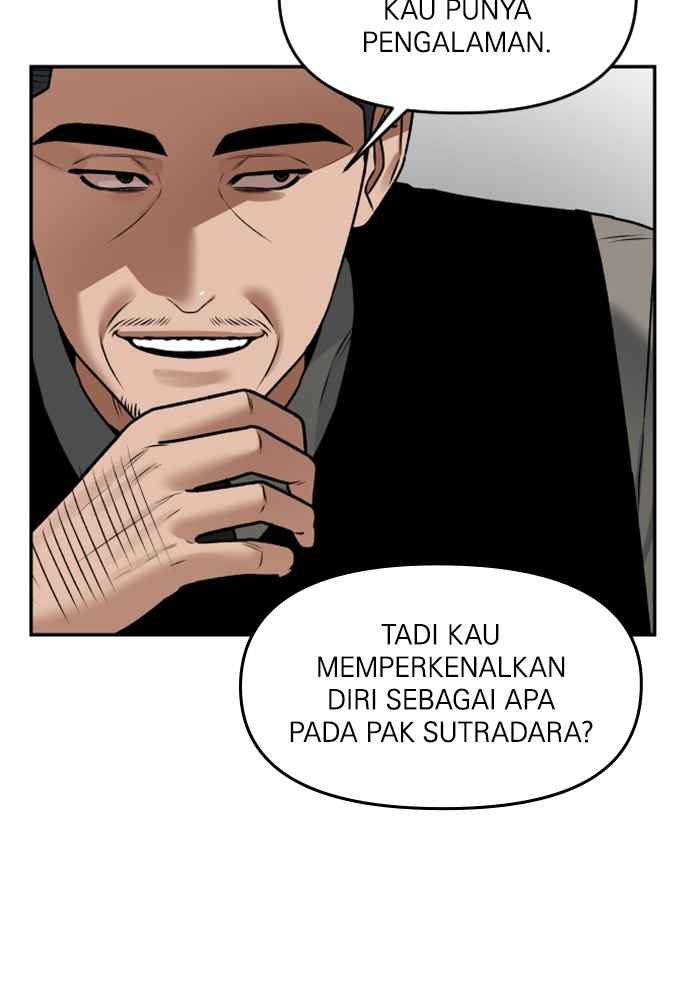 KAU PUNYA
PENGALAMAN.
TADI KAU
MEMPERKENALKAN
DIRI SEBAGAI APA
PADA PAK SUTRADARA?